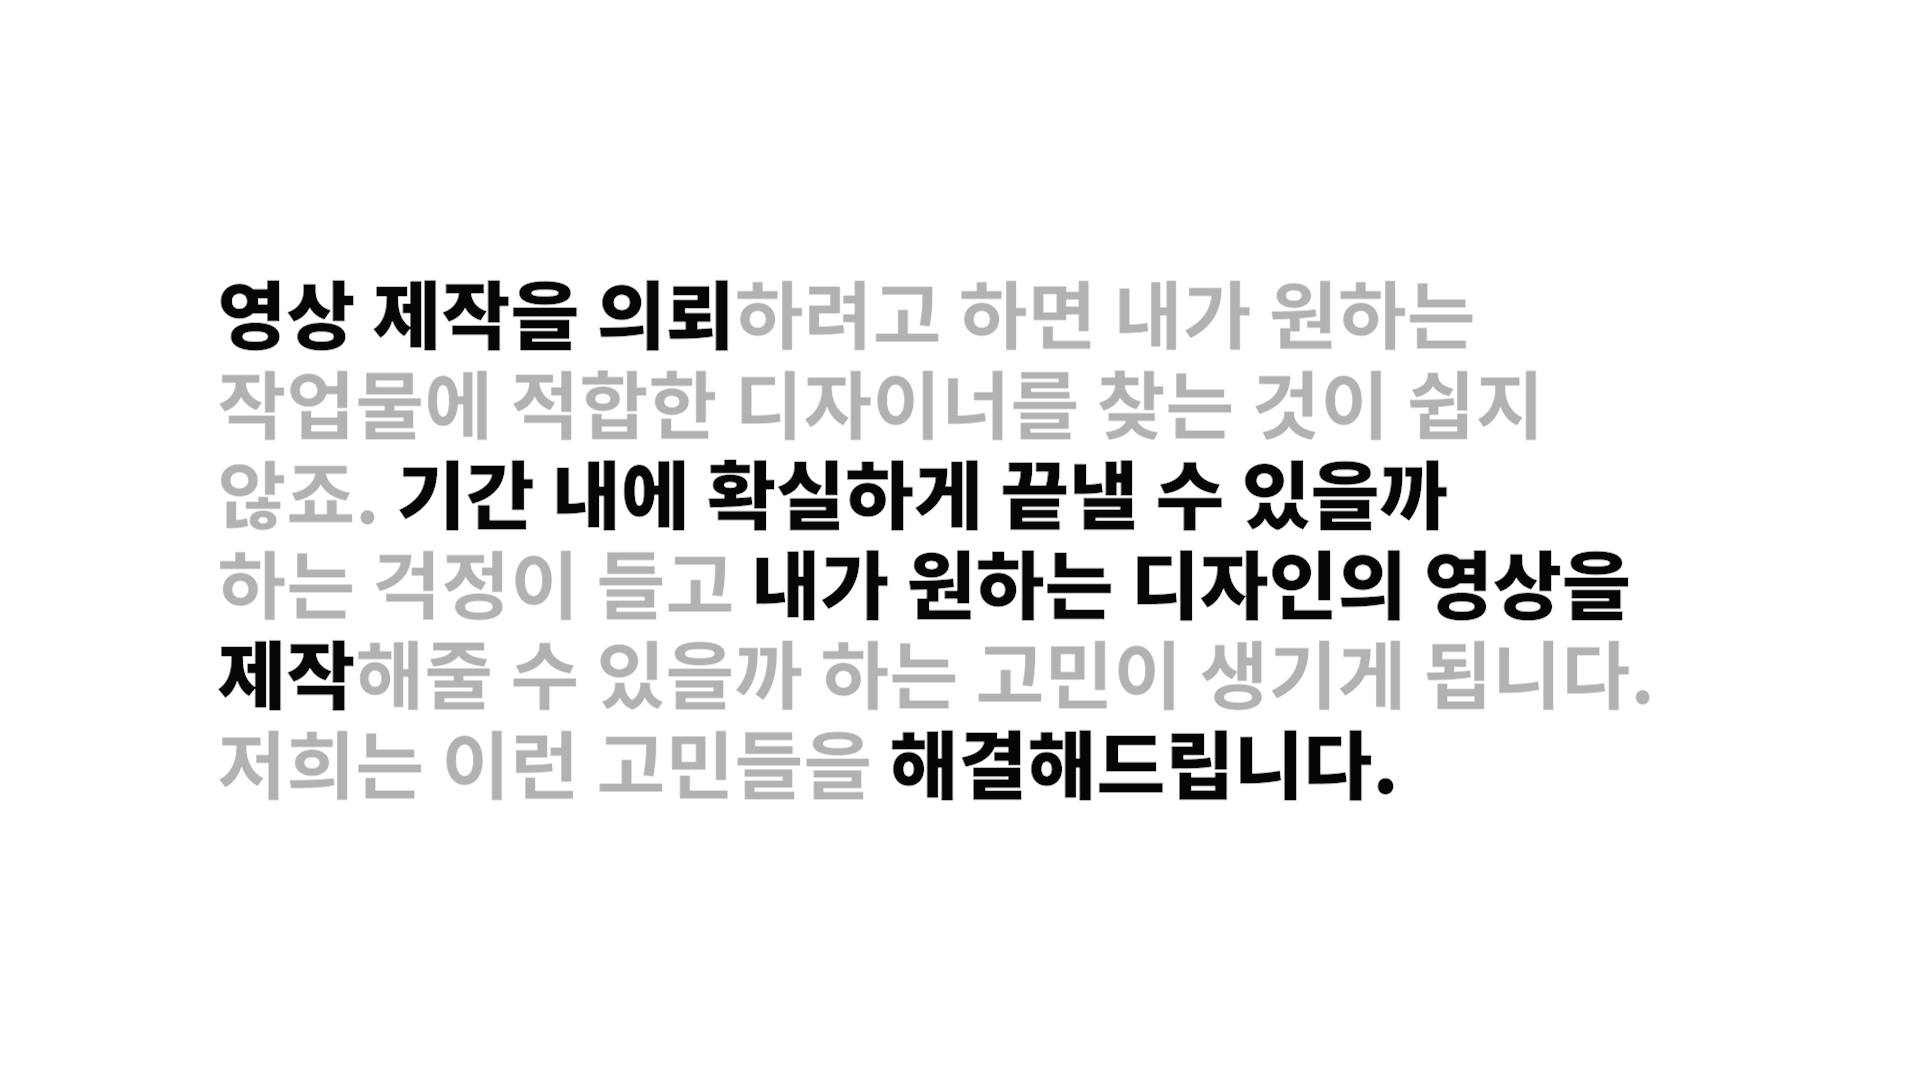 영상 제작을 의뢰하려고 하면 내가 원하는
작업물에 적합한 디자이너를 찾는 것이 쉽지
않죠. 기간 내에 확실하게 끝낼 수 있을까
하는 걱정이 들고 내가 원하는 디자인의 영상을
제작해줄 수 있을까 하는 고민이 생기게 됩니다.
저희는 이런 고민들을 해결해드립니다.